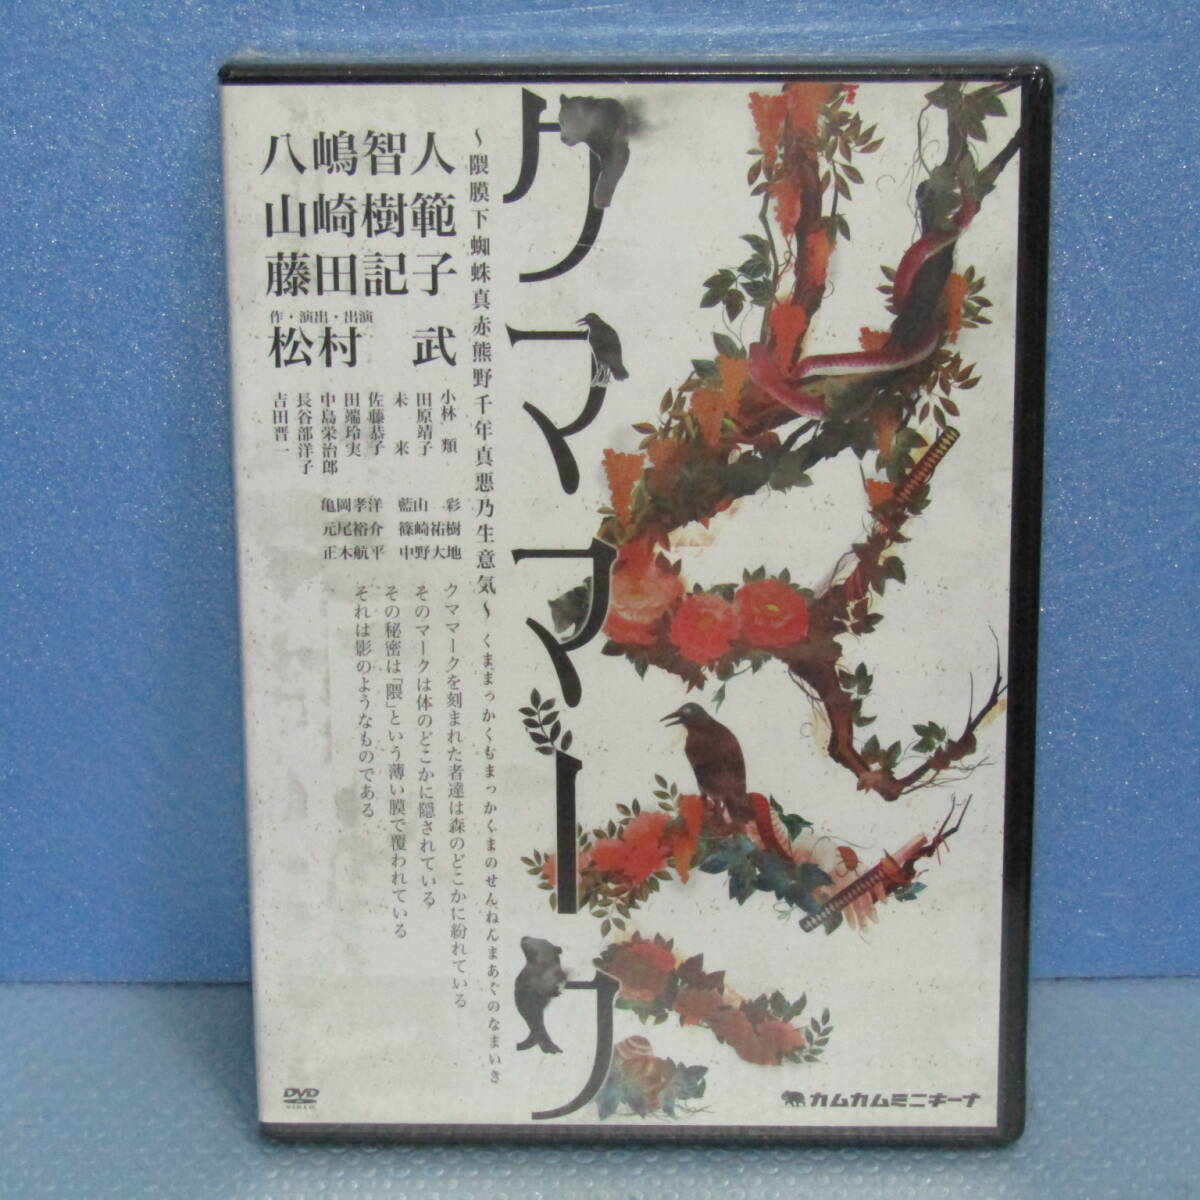 クママーク
〜隈膜下蜘蛛真赤熊野千年真悪乃生意気〜
くままっかくもまっかくまのせんねんまあくのなまいき
八嶋智人
山崎樹範
藤田記子
作・演出・出演
松村 武
小林 類
田原靖子
未 来
佐藤恭子
田端玲実
中島栄治郎
長谷部洋子
吉田晋一
亀岡孝洋 藍山 彩
元尾裕介 篠崎祐樹
正木航平 中野大地
クママークを刻まれた者達は森のどこかに紛れている
そのマークは体のどこかに隠されている
その秘密は「隈」という薄い膜で覆われている
それは影のようなものである
DVD
VIDEO
カムカムミニキーナ